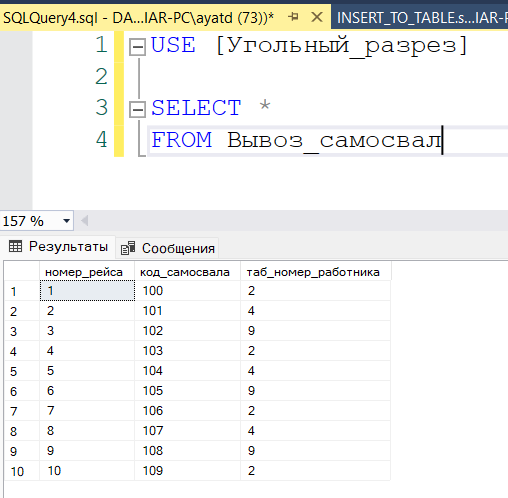 SQLQuery4.sql - DA...IAR-PC\ayatd (73))* INSERT_TO_TABLE.s...IAR-P
1 USE [Угольный_разрез]
2
3 SELECT *
4 FROM Вывоз_самосвал
157 %
Результаты Сообщения
номер_рейса код_самосвала таб_номер_работника
1 1 100 2
2 2 101 4
3 3 102 9
4 4 103 2
5 5 104 4
6 6 105 9
7 7 106 2
8 8 107 4
9 9 108 9
10 10 109 2